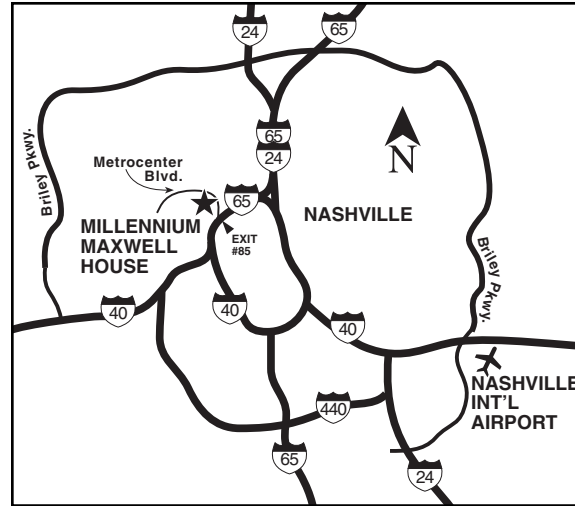 24
65
65
24
N
Briley Pkwy.
Metrocenter
Blvd.
65
MILLENNIUM
MAXWELL
HOUSE
EXIT
#85
NASHVILLE
Briley Pkwy.
40
40
40
NASHVILLE
INT'L
AIRPORT
440
65
24